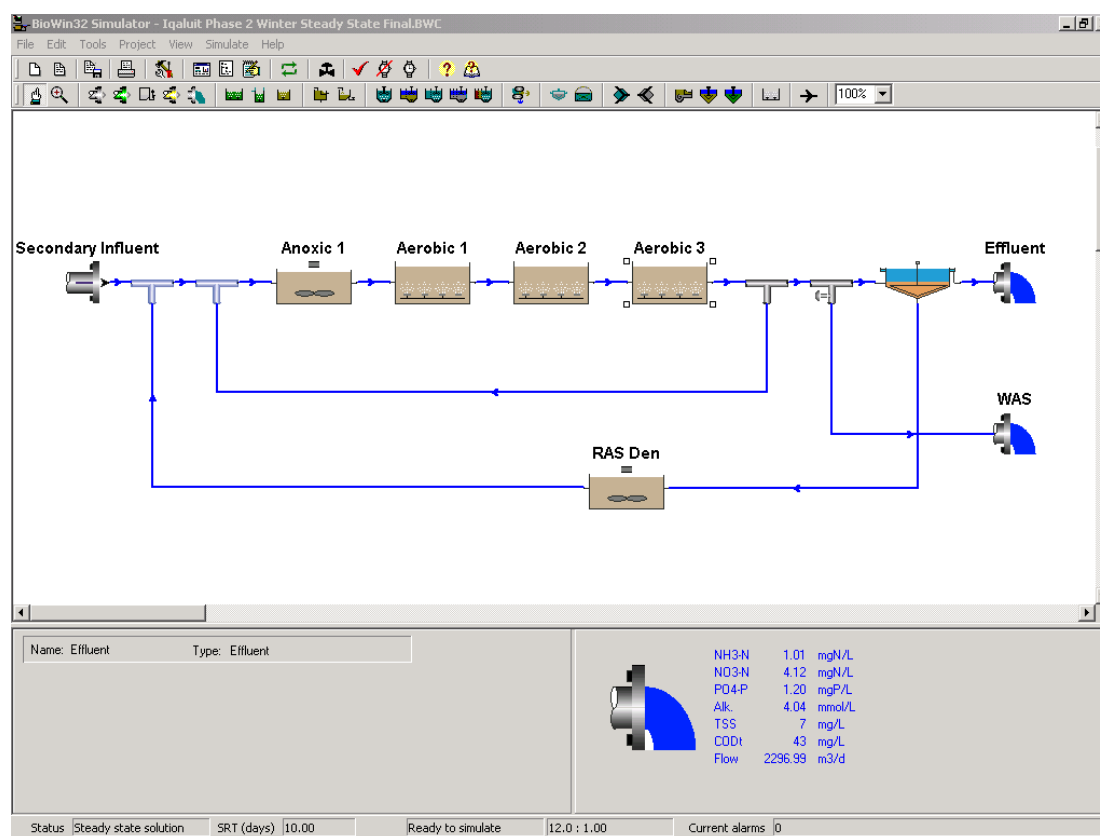 BioWin32 Simulator - Iqaluit Phase 2 Winter Steady State Final.BWC
File Edit Tools Project View Simulate Help
100%
Secondary Influent Anoxic 1 Aerobic 1 Aerobic 2 Aerobic 3 Effluent
WAS
RAS Den
Name: Effluent Type: Effluent
NH3-N 1.01 mgN/L
NO3-N 4.12 mgN/L
PO4-P 1.20 mgP/L
Alk. 4.04 mmol/L
TSS 7 mg/L
CODt 43 mg/L
Flow 2296.99 m3/d
Status Steady state solution SRT (days) 10.00 Ready to simulate 12.0 : 1.00 Current alarms 0